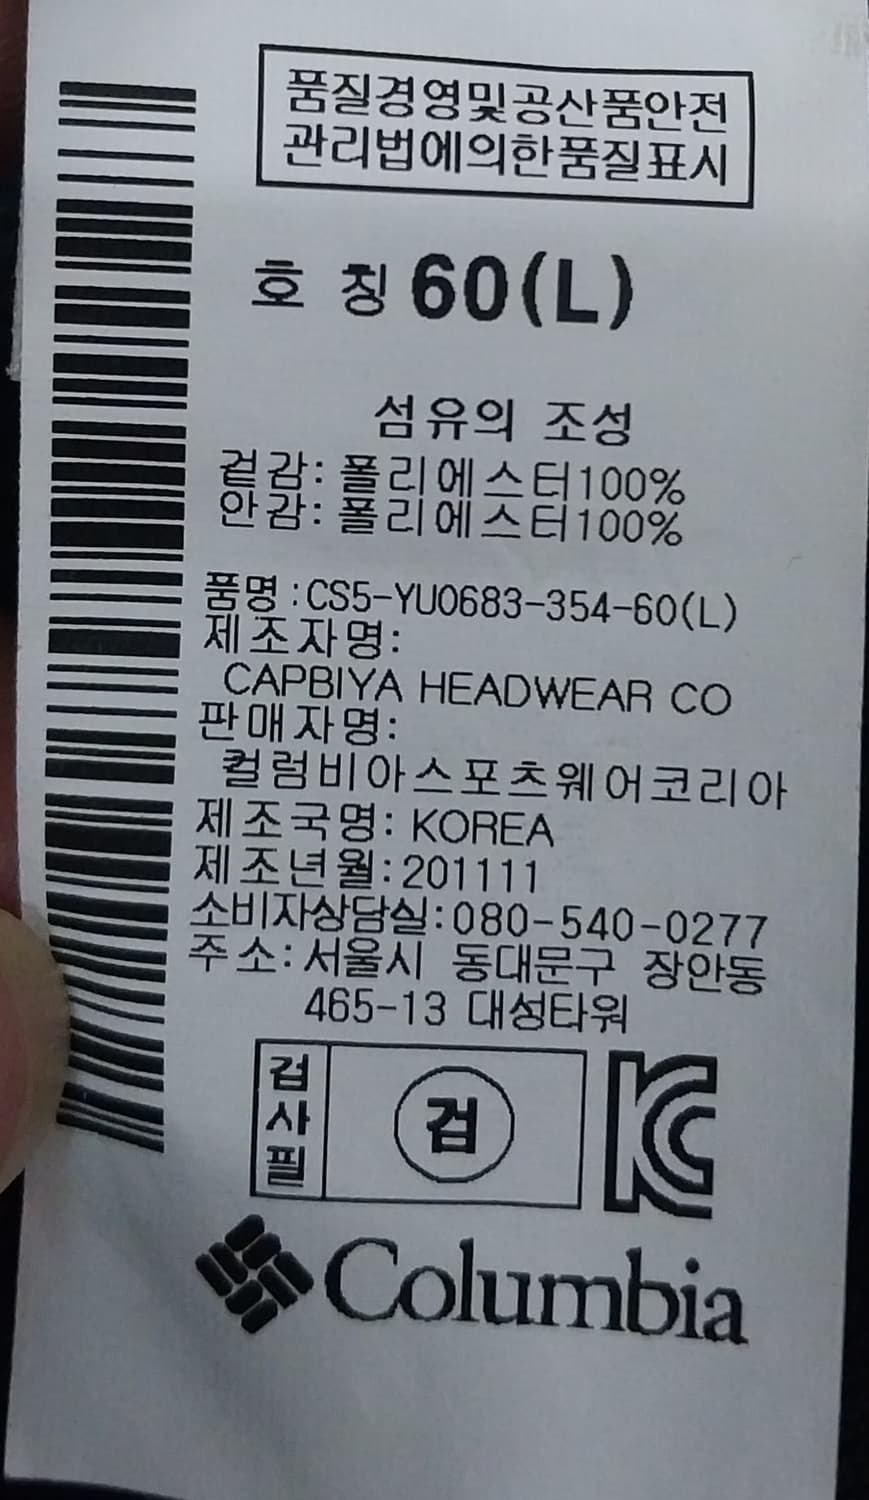 품질경영및공산품안전
관리법에의한품질표시
호 칭 60(L)
섬유의 조성
겉감: 폴리에스터100%
안감: 폴리에스터100%
품명:CS5-YU0683-354-60(L)
제조자명:
CAPBIYA HEADWEAR CO
판매자명:
컬럼비아스포츠웨어코리아
제조국명: KOREA
제조년월:201111
소비자상담실:080-540-0277
주소: 서울시 동대문구 장안동
465-13 대성타워
검사필
검
KC
Columbia